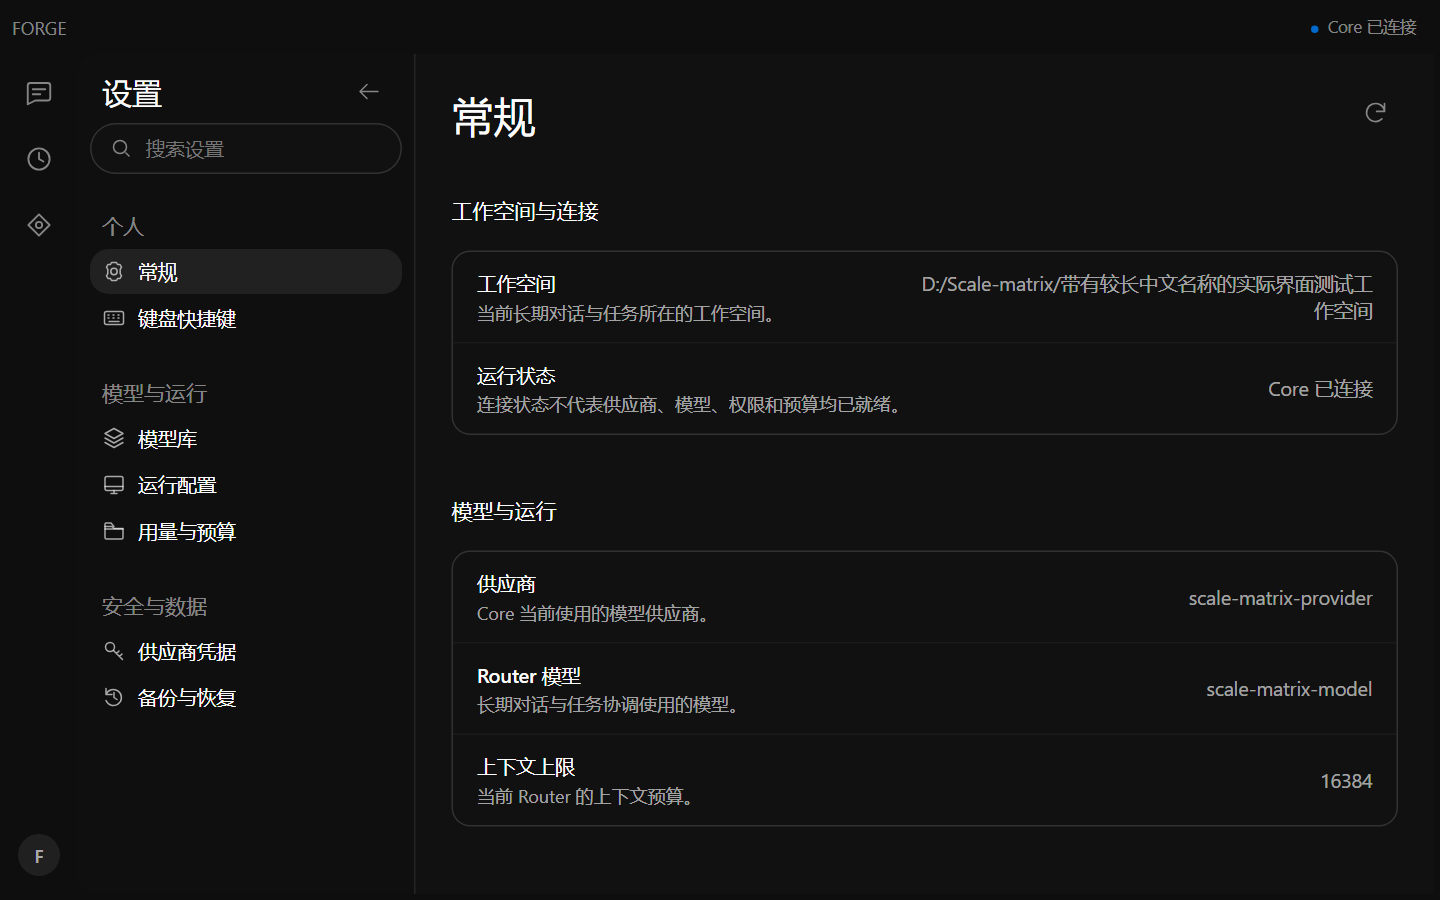 FORGE
Core 已连接
设置
搜索设置
个人
常规
键盘快捷键
模型与运行
模型库
运行配置
用量与预算
安全与数据
供应商凭据
备份与恢复
F
常规
工作空间与连接
工作空间
当前长期对话与任务所在的工作空间。
D:/Scale-matrix/带有较长中文名称的实际界面测试工
作空间
运行状态
连接状态不代表供应商、模型、权限和预算均已就绪。
Core 已连接
模型与运行
供应商
Core 当前使用的模型供应商。
scale-matrix-provider
Router 模型
长期对话与任务协调使用的模型。
scale-matrix-model
上下文上限
当前 Router 的上下文预算。
16384